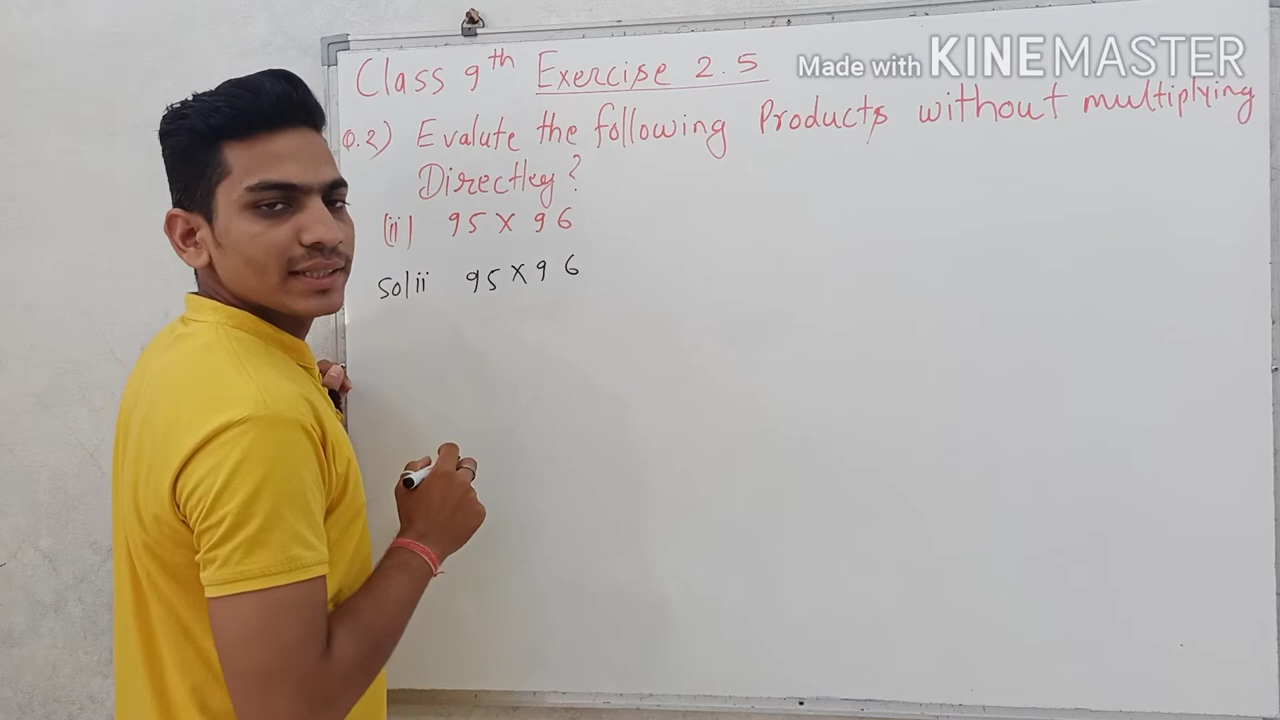 Class 9th Exercise 2.5
Made with KINEMASTER
Q.2) Evalute the following Products without multiplying
Directley?
(ii) 95 X 96
Solii 95 X 96